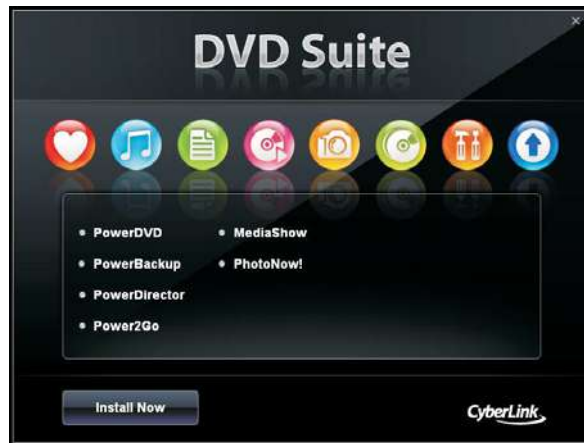 DVD Suite
PowerDVD
PowerBackup
PowerDirector
Power2Go
MediaShow
PhotoNow!
Install Now
CyberLink